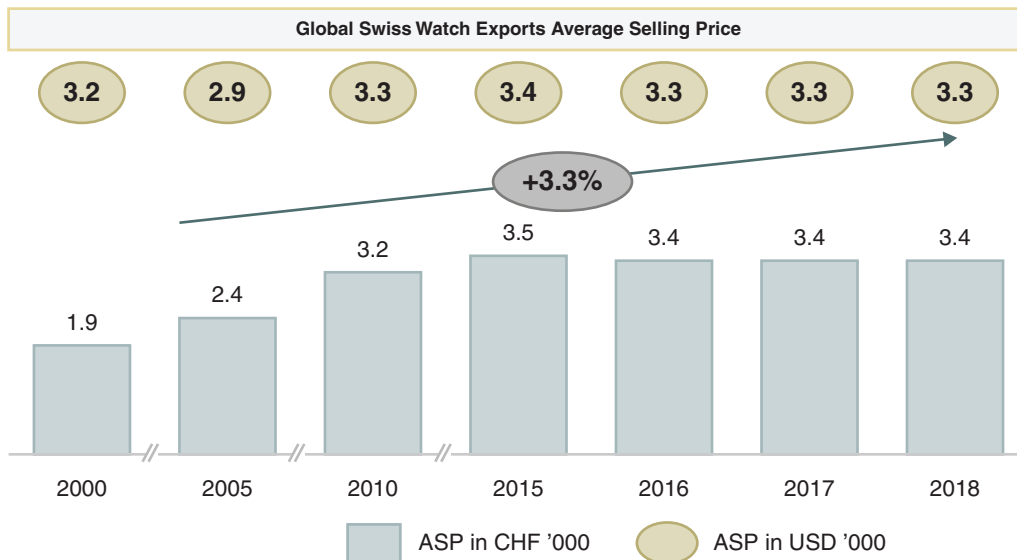 Global Swiss Watch Exports Average Selling Price
3.2 2.9 3.3 3.4 3.3 3.3 3.3
+3.3%
1.9 2.4 3.2 3.5 3.4 3.4 3.4
2000 2005 2010 2015 2016 2017 2018
ASP in CHF '000 ASP in USD '000